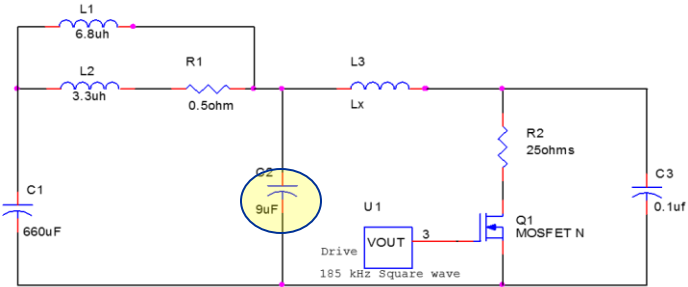 L1
6.8uh
L2
3.3uh
R1
0.5ohm
L3
Lx
R2
25ohms
C1
660uF
C2
9uF
U1
VOUT
3
Drive
185 kHz Square wave
Q1
MOSFET N
C3
0.1uf